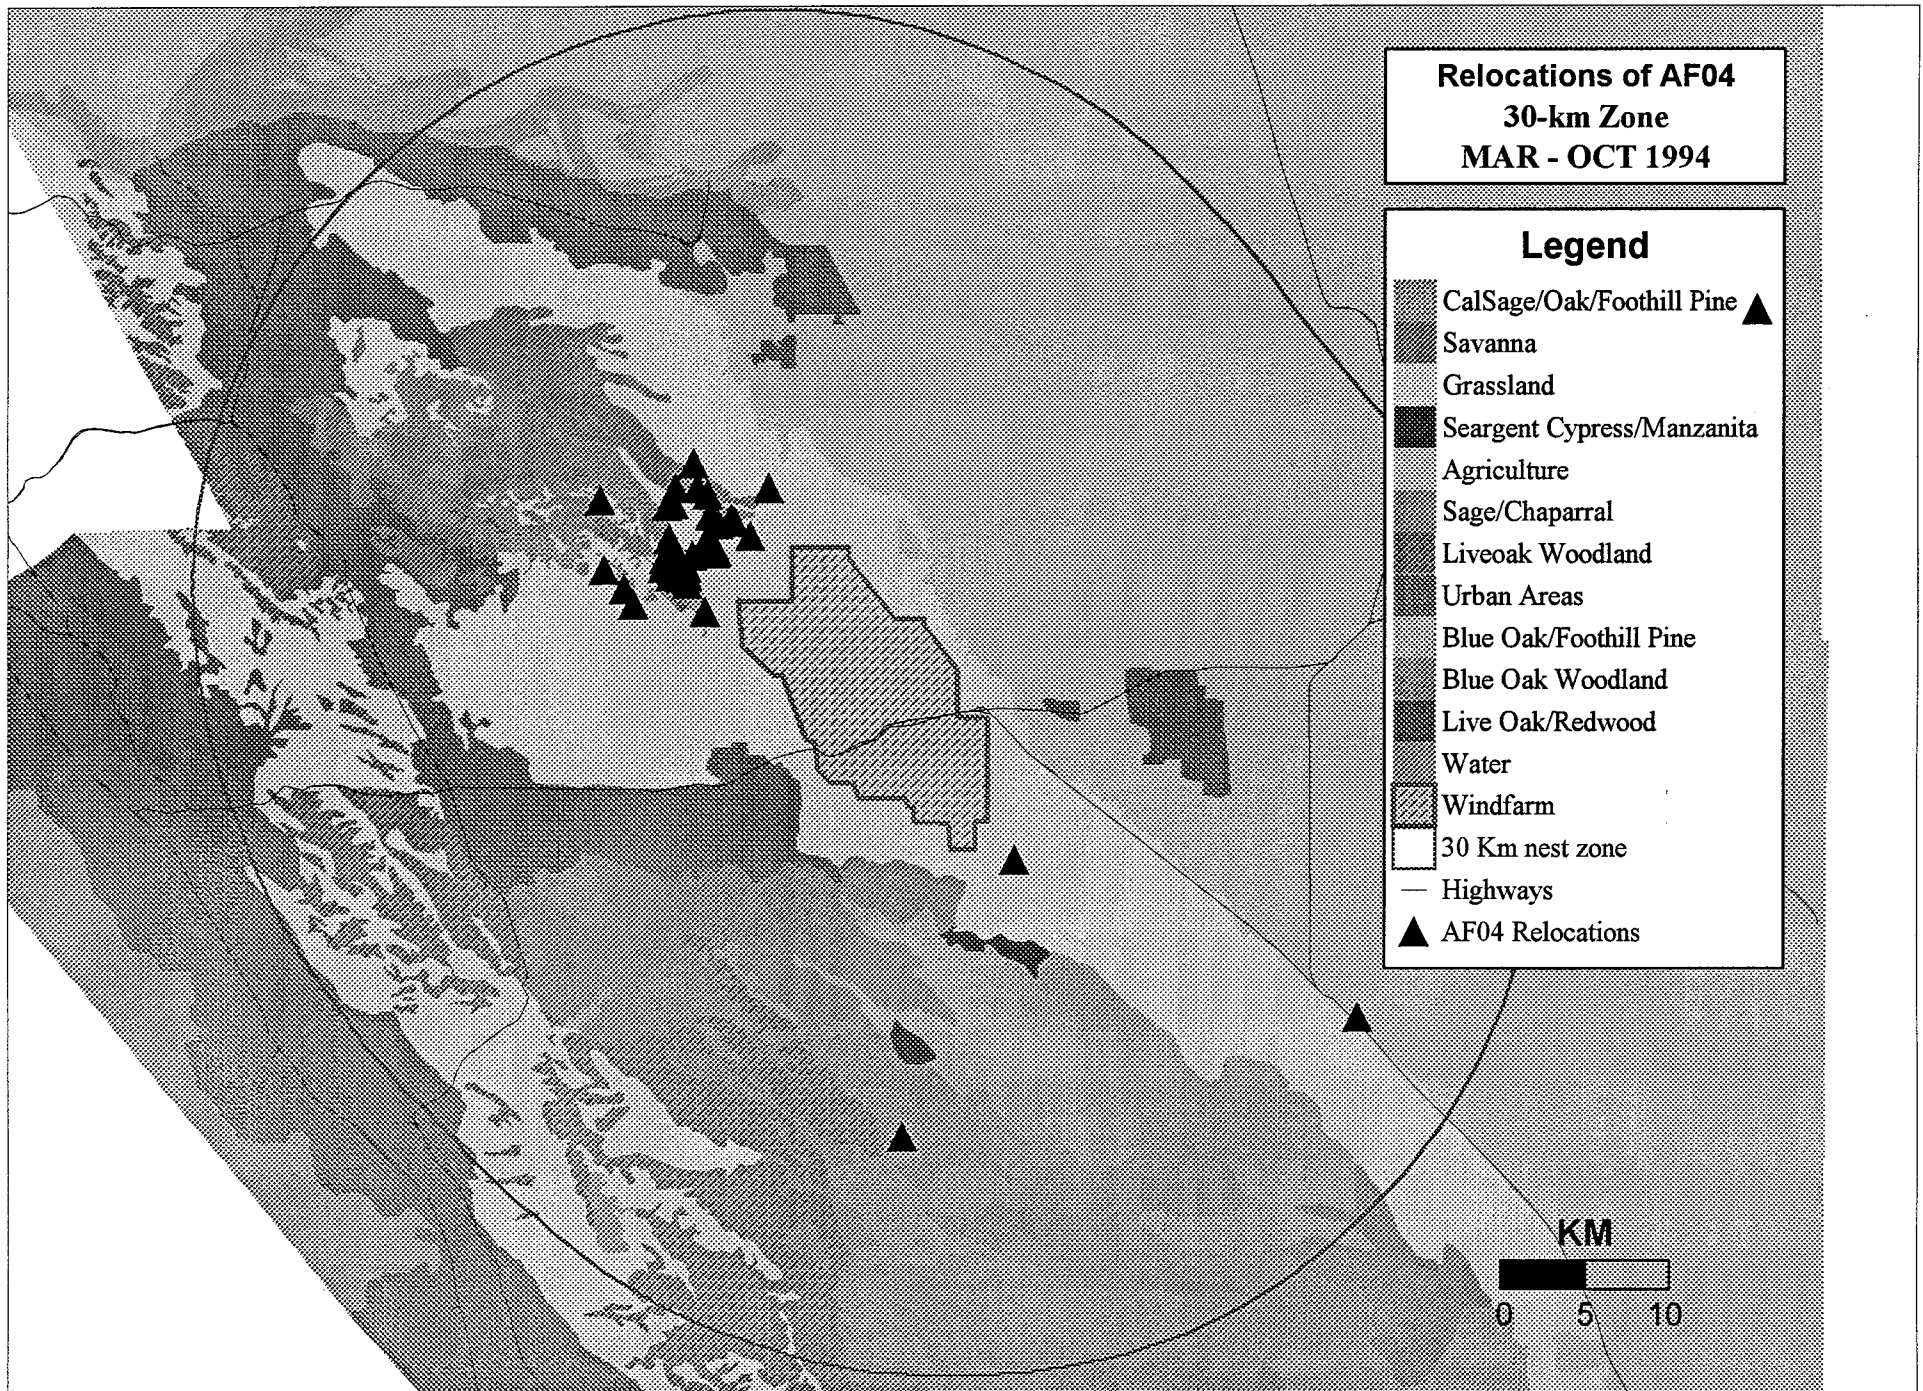 Relocations of AF04
30-km Zone
MAR - OCT 1994
Legend
CalSage/Oak/Foothill Pine
Savanna
Grassland
Seargent Cypress/Manzanita
Agriculture
Sage/Chaparral
Liveoak Woodland
Urban Areas
Blue Oak/Foothill Pine
Blue Oak Woodland
Live Oak/Redwood
Water
Windfarm
30 Km nest zone
Highways
AF04 Relocations
KM
0 5 10